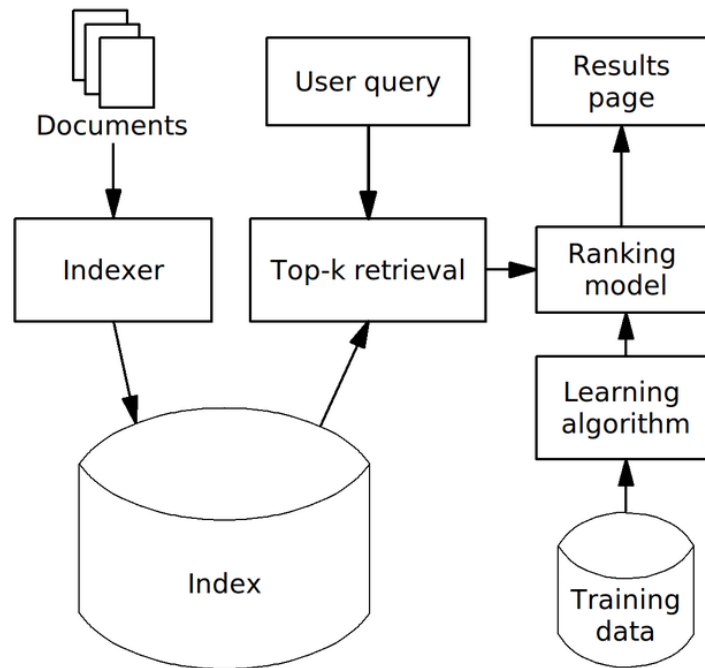 Documents
User query
Results
page
Indexer
Top-k retrieval
Ranking
model
Learning
algorithm
Index
Training
data